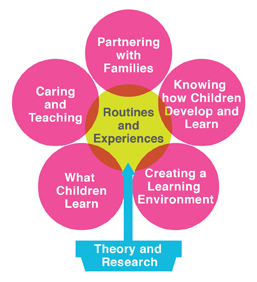 Partnering
with
Families
Caring
and
Teaching
Knowing
how Children
Develop and
Learn
Routines
and
Experiences
What
Children
Learn
Creating a
Learning
Environment
Theory and
Research